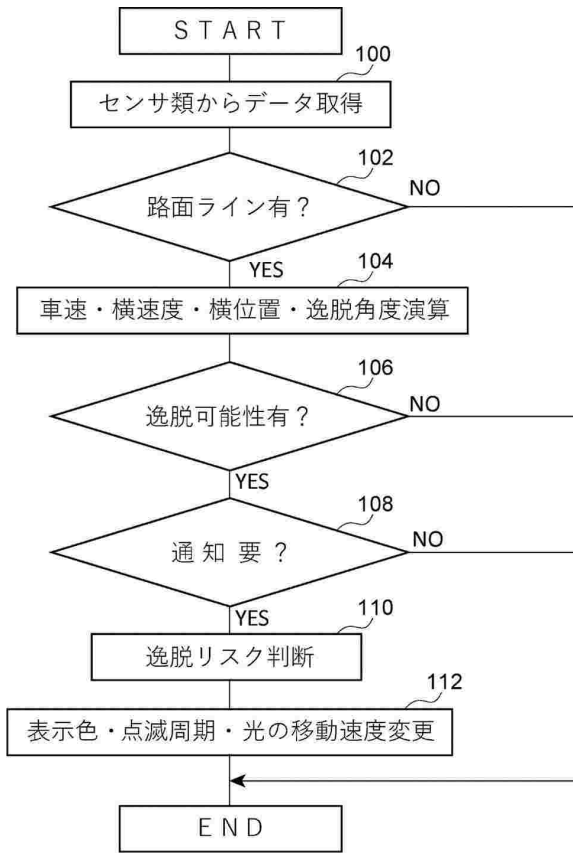 START
100
センサ類からデータ取得
102
路面ライン有？
NO
YES
104
車速・横速度・横位置・逸脱角度演算
106
逸脱可能性有？
NO
YES
108
通知要？
NO
YES
110
逸脱リスク判断
112
表示色・点滅周期・光の移動速度変更
END